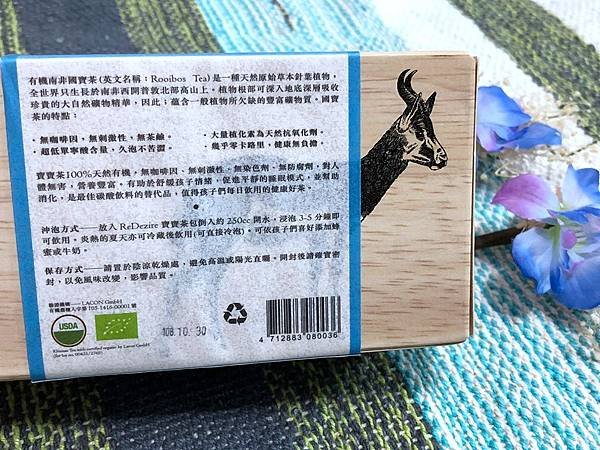 有機南非國寶茶(英文名稱:Rooibos Tea)是一種天然原始草本針葉植物,
全世界只生長於南非西開普敦北部高山上。植物根部可深入地底深層吸收
珍貴的大自然礦物精華,因此;蘊含一般植物所欠缺的豐富礦物質。國寶
茶的特點:
•無咖啡因,無刺激性,無茶鹼。
•大量植化素為天然抗氧化劑。
•超低單寧酸含量,久泡不苦澀。
•幾乎零卡路里,健康無負擔。
寶寶茶100%天然有機,無咖啡因、無刺激性、無染色劑、無防腐劑,對人
體無害,營養豐富。有助於舒緩孩子情緒,促進平靜的睡眠模式,並幫助
消化,是最佳碳酸飲料的替代品,值得孩子們每日飲用的健康好茶。
沖泡方式──放入 ReDezire 寶寶茶包倒入約 250cc 開水,浸泡 3-5 分鐘即
可飲用。炎熱的夏天亦可冷藏後飲用(可直接冷泡)。可依孩子們喜好添加蜂
蜜或牛奶。
保存方式──請置於陰涼乾燥處,避免高溫或陽光直曬。開封後請確實密
封,以免風味改變,影響品質。
LACON GmbH
USDA
ORGANIC
108.10.30
4 712883 080036